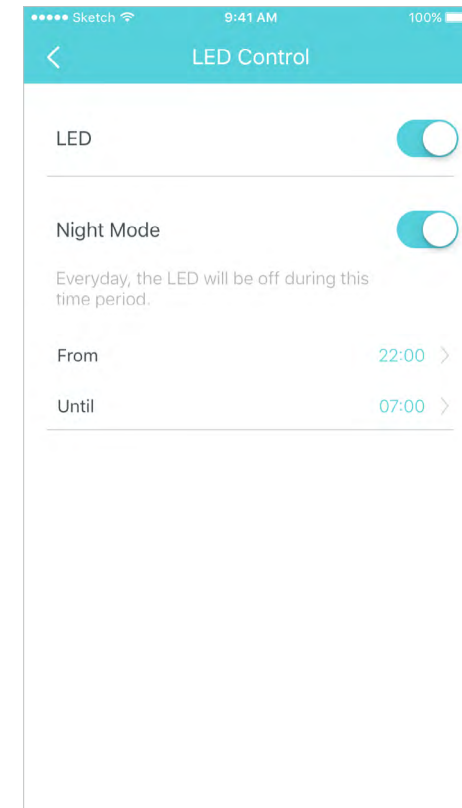 Sketch 9:41 AM 100%
LED Control
LED
Night Mode
Everyday, the LED will be off during this
time period.
From 22:00
Until 07:00